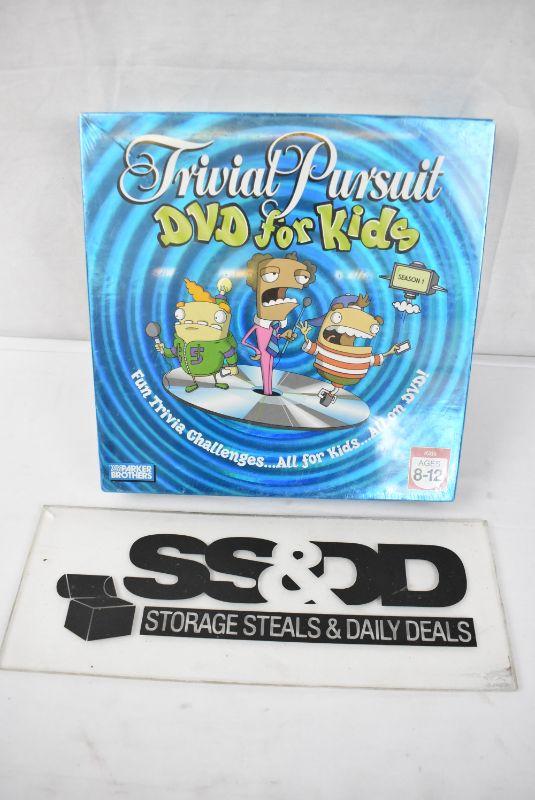 Trivial Pursuit
DVD for Kids
SEASON 1
Fun Trivia Challenges...All for Kids...All on DVD!
PARKER
BROTHERS
KIDS
AGES
8-12
SS&DD
STORAGE STEALS & DAILY DEALS